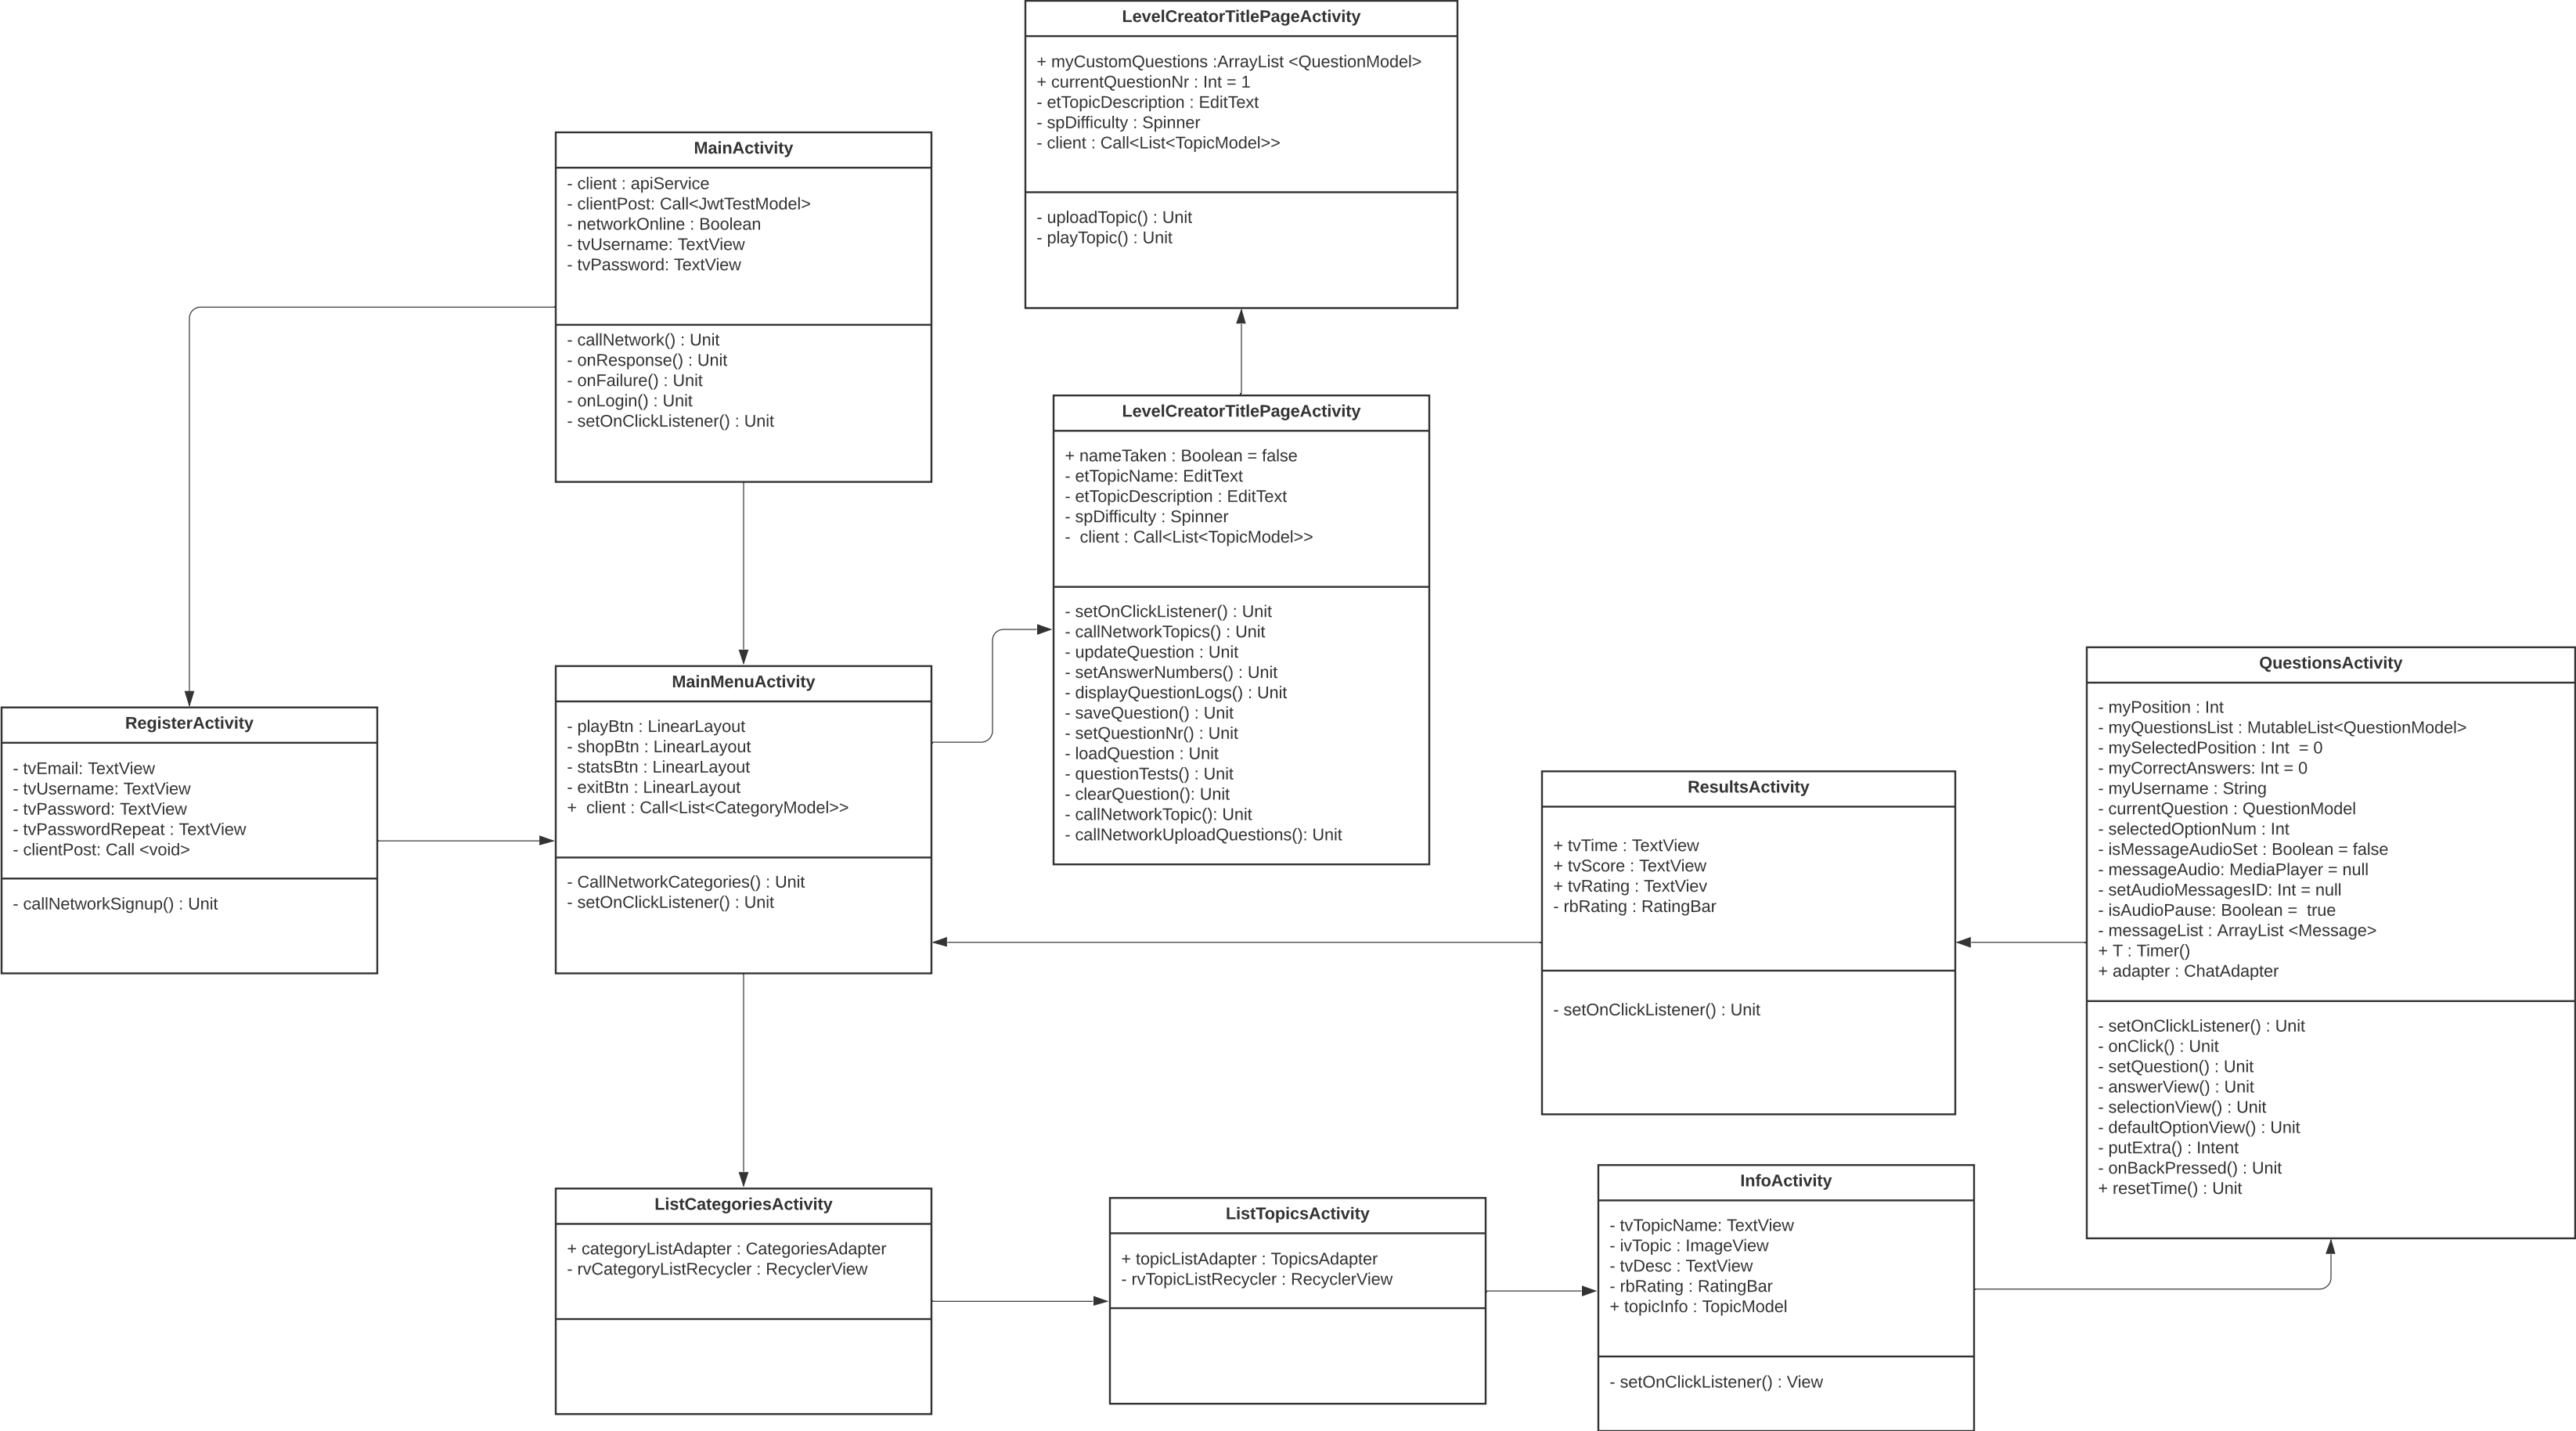 LevelCreatorTitlePageActivity
+ myCustomQuestions :ArrayList <QuestionModel>
+ currentQuestionNr : Int = 1
- etTopicDescription : EditText
- spDifficulty : Spinner
- client : Call<List<TopicModel>>
- uploadTopic() : Unit
- playTopic() : Unit
MainActivity
- client : apiService
- clientPost: Call<JwtTestModel>
- networkOnline : Boolean
- tvUsername: TextView
- tvPassword: TextView
- callNetwork() : Unit
- onResponse() : Unit
- onFailure() : Unit
- onLogin() : Unit
- setOnClickListener() : Unit
LevelCreatorTitlePageActivity
+ nameTaken : Boolean = false
- etTopicName: EditText
- etTopicDescription : EditText
- spDifficulty : Spinner
-  client : Call<List<TopicModel>>
- setOnClickListener() : Unit
- callNetworkTopics() : Unit
- updateQuestion : Unit
- setAnswerNumbers() : Unit
- displayQuestionLogs() : Unit
- saveQuestion() : Unit
- setQuestionNr() : Unit
- loadQuestion : Unit
- questionTests() : Unit
- clearQuestion(): Unit
- callNetworkTopic(): Unit
- callNetworkUploadQuestions(): Unit
RegisterActivity
- tvEmail: TextView
- tvUsername: TextView
- tvPassword: TextView
- tvPasswordRepeat : TextView
- clientPost: Call <void>
- callNetworkSignup() : Unit
MainMenuActivity
- playBtn : LinearLayout
- shopBtn : LinearLayout
- statsBtn : LinearLayout
- exitBtn : LinearLayout
+  client : Call<List<CategoryModel>>
- CallNetworkCategories() : Unit
- setOnClickListener() : Unit
ResultsActivity
+ tvTime : TextView
+ tvScore : TextView
+ tvRating : TextViev
- rbRating : RatingBar
- setOnClickListener() : Unit
QuestionsActivity
- myPosition : Int
- myQuestionsList : MutableList<QuestionModel>
- mySelectedPosition : Int  = 0
- myCorrectAnswers: Int = 0
- myUsername : String
- currentQuestion : QuestionModel
- selectedOptionNum : Int
- isMessageAudioSet : Boolean = false
- messageAudio: MediaPlayer = null
- setAudioMessagesID: Int = null
- isAudioPause: Boolean =  true
- messageList : ArrayList <Message>
+ T : Timer()
+ adapter : ChatAdapter
- setOnClickListener() : Unit
- onClick() : Unit
- setQuestion() : Unit
- answerView() : Unit
- selectionView() : Unit
- defaultOptionView() : Unit
- putExtra() : Intent
- onBackPressed() : Unit
+ resetTime() : Unit
ListCategoriesActivity
+ categoryListAdapter : CategoriesAdapter
- rvCategoryListRecycler : RecyclerView
ListTopicsActivity
+ topicListAdapter : TopicsAdapter
- rvTopicListRecycler : RecyclerView
InfoActivity
- tvTopicName: TextView
- ivTopic : ImageView
- tvDesc : TextView
- rbRating : RatingBar
+ topicInfo : TopicModel
- setOnClickListener() : View